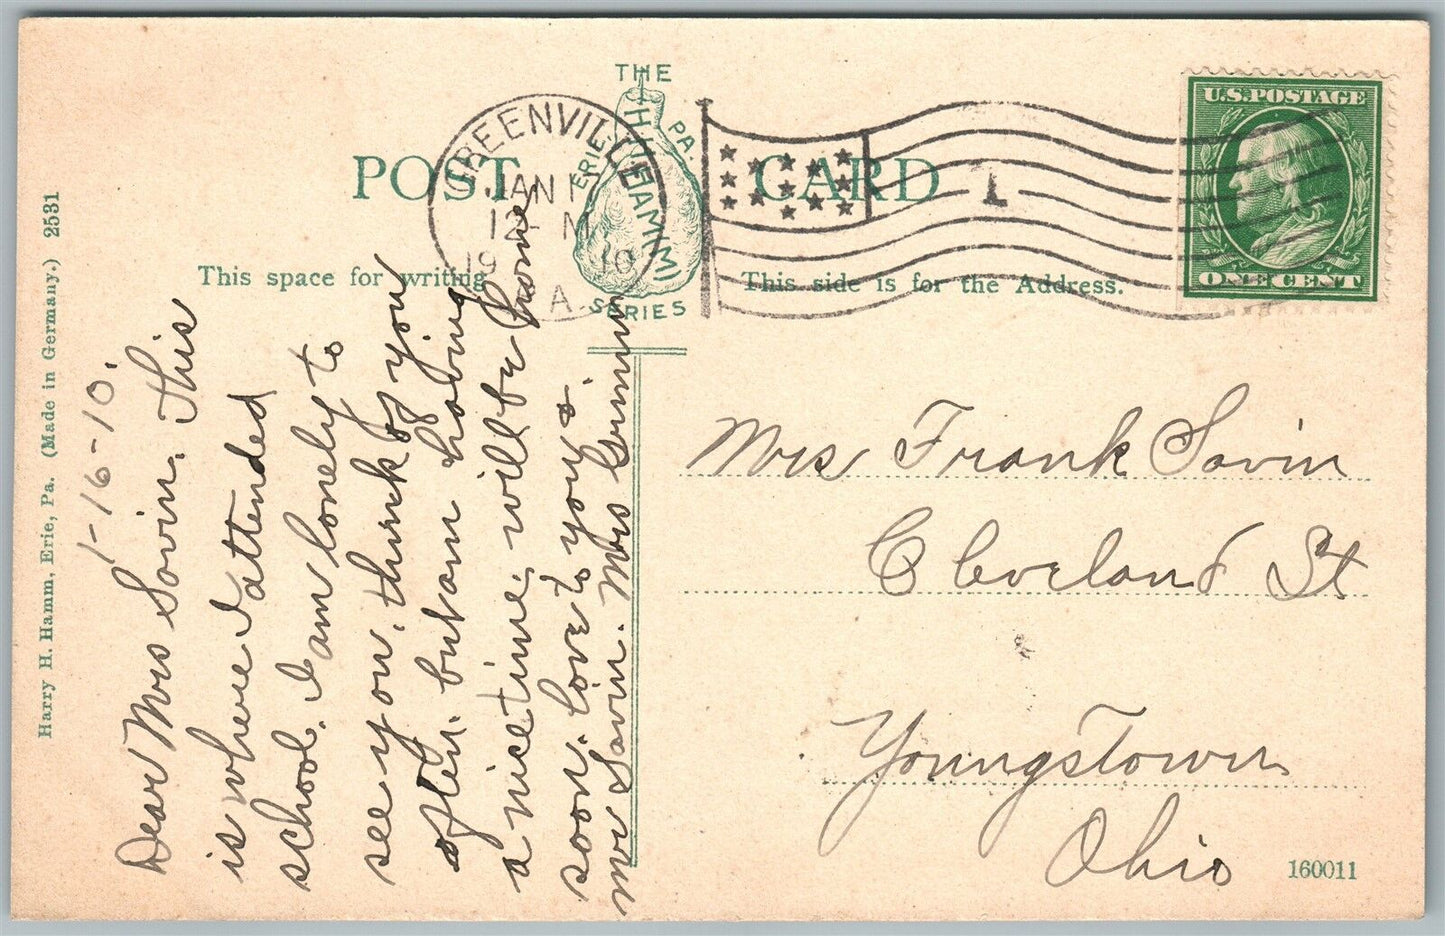 THE
HAMM
ERIE
PA.
SERIES
POST CARD
GREENVILLE
JAN 17
12- M
1910
A.
1
U.S. POSTAGE
ONE CENT
This space for writing
This side is for the Address.
Harry H. Hamm, Erie, Pa. (Made in Germany.) 2531
1-16-10.
Dear Mrs Savin. This
is where I attended
school. I am lonely to
see you. think of you
often. but am having
a nice time, will be home
soon. love to you &
mr Savin. Mrs
Mrs Frank Savin
Cleveland St
Youngstown
Ohio
160011